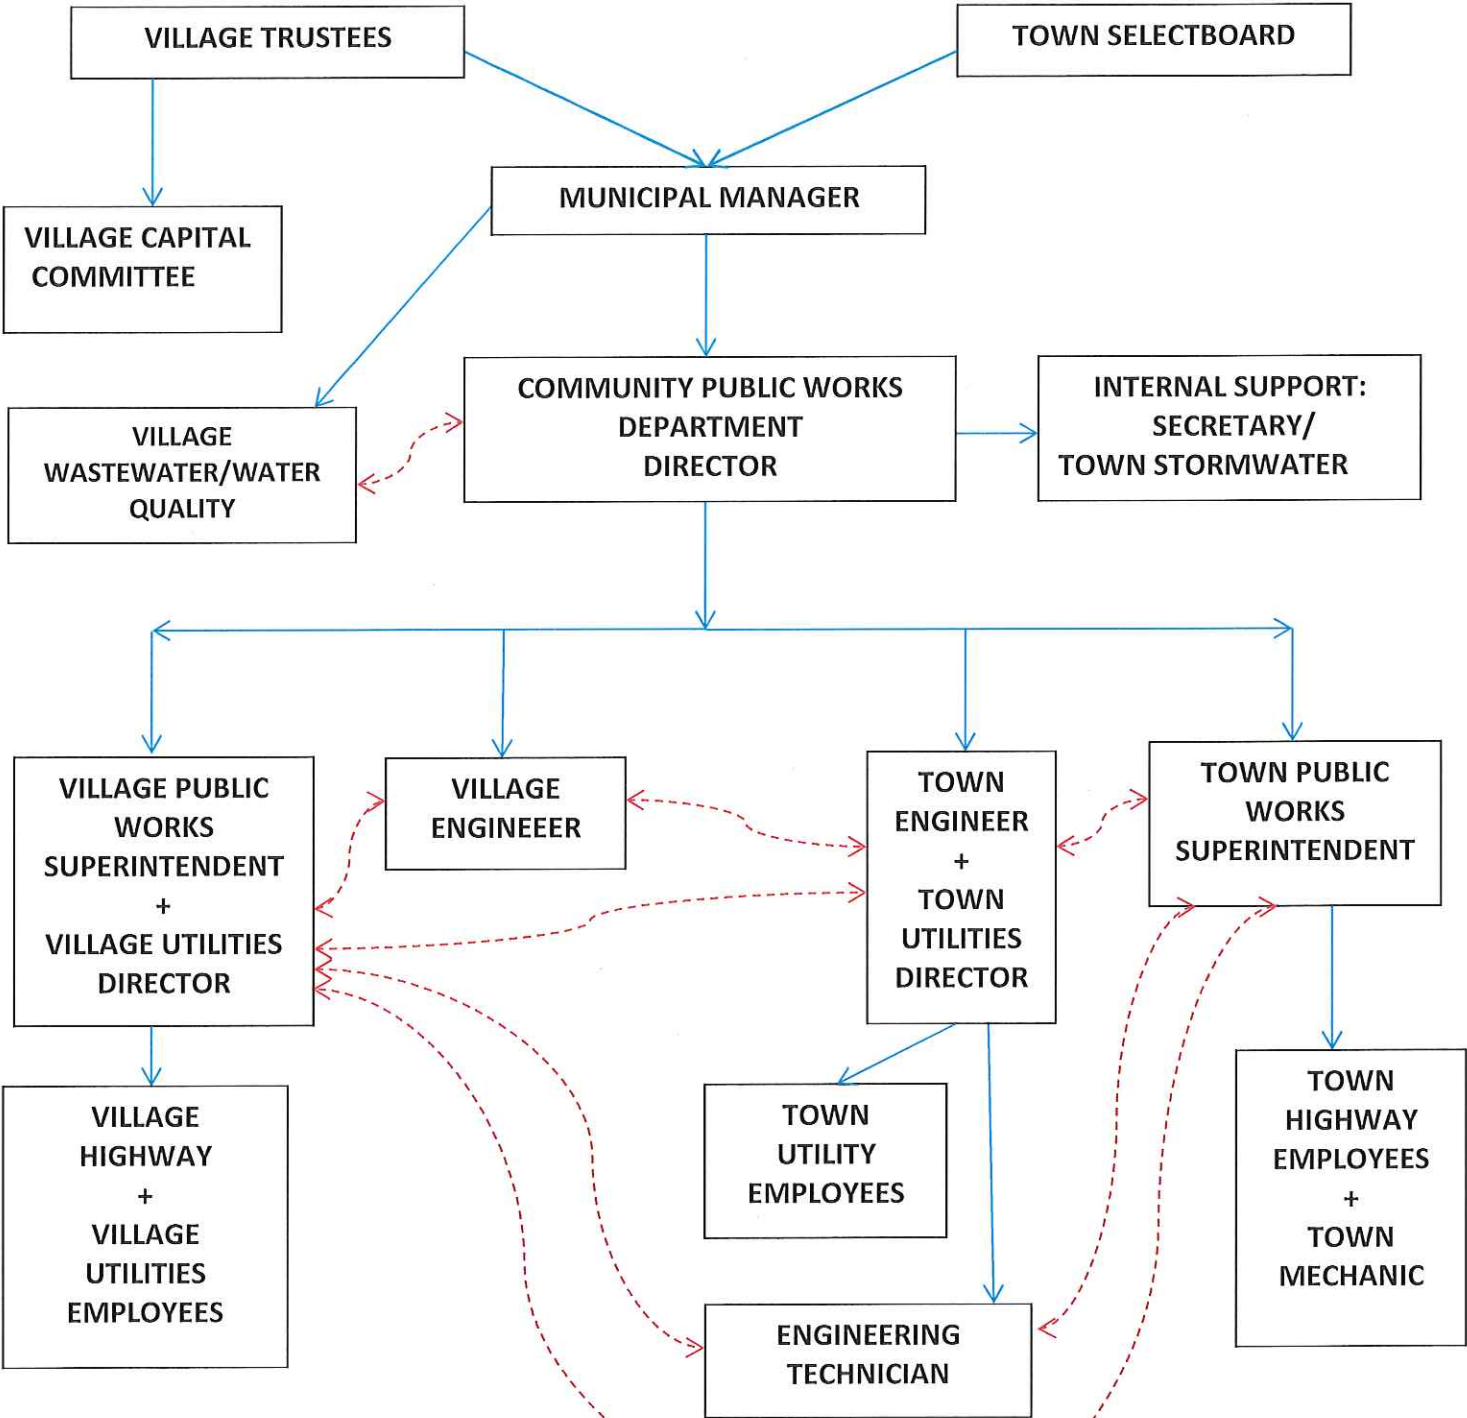 VILLAGE TRUSTEES
TOWN SELECTBOARD
MUNICIPAL MANAGER
VILLAGE CAPITAL
COMMITTEE
COMMUNITY PUBLIC WORKS
DEPARTMENT
DIRECTOR
INTERNAL SUPPORT:
SECRETARY/
TOWN STORMWATER
VILLAGE
WASTEWATER/WATER
QUALITY
VILLAGE PUBLIC
WORKS
SUPERINTENDENT
+
VILLAGE UTILITIES
DIRECTOR
VILLAGE
ENGINEEER
TOWN
ENGINEER
+
TOWN
UTILITIES
DIRECTOR
TOWN PUBLIC
WORKS
SUPERINTENDENT
VILLAGE
HIGHWAY
+
VILLAGE
UTILITIES
EMPLOYEES
TOWN
UTILITY
EMPLOYEES
TOWN
HIGHWAY
EMPLOYEES
+
TOWN
MECHANIC
ENGINEERING
TECHNICIAN